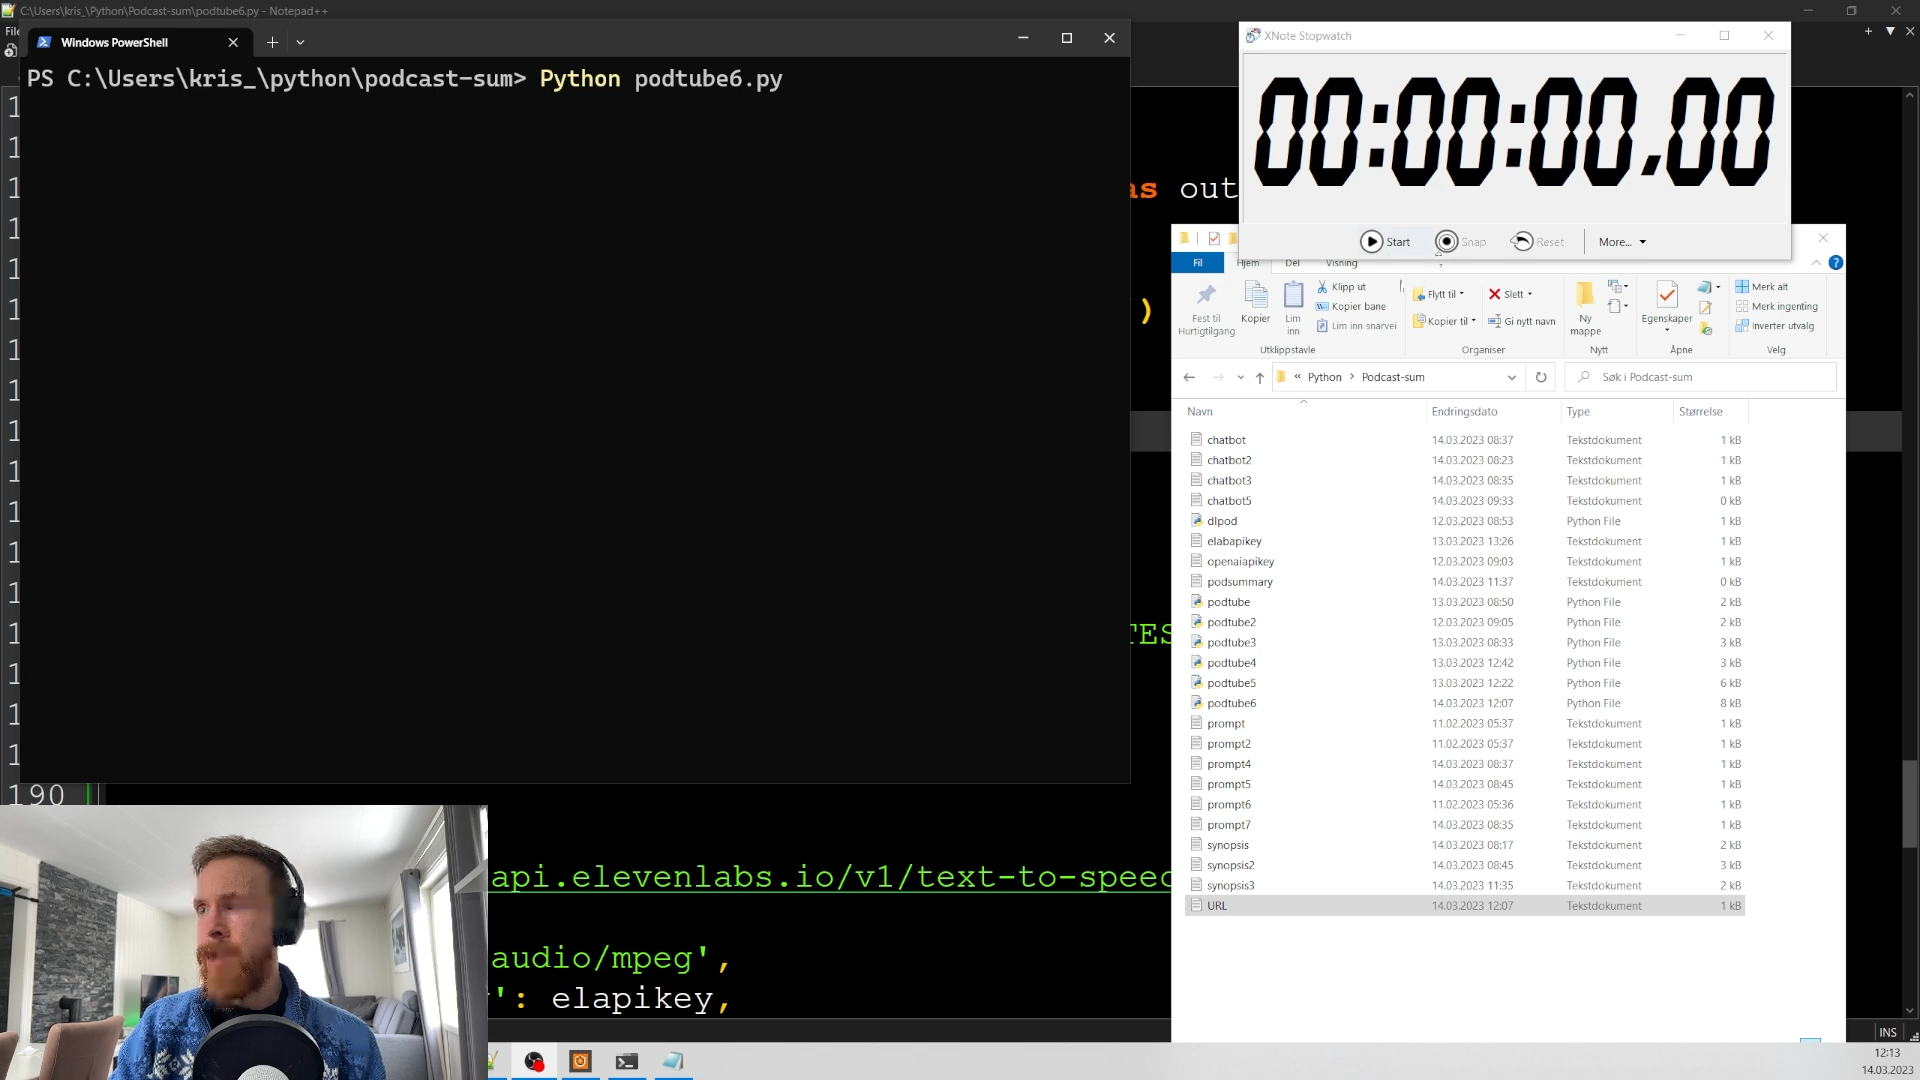 C:\Users\kris_\Python\Podcast-sum\podtube6.py - Notepad++
Windows PowerShell
PS C:\Users\kris_\python\podcast-sum> Python podtube6.py
XNote Stopwatch
00:00:00,00
Start Snap Reset More...
as out
)
190
api.elevenlabs.io/v1/text-to-speec
audio/mpeg',
': elapikey,
Fil Hjem Del Visning
Fest til Hurtigtilgang
Kopier
Lim inn
Klipp ut
Kopier bane
Lim inn snarvei
Utklippstavle
Flytt til
Kopier til
Slett
Gi nytt navn
Organiser
Ny mappe
Nytt
Egenskaper
Åpne
Merk alt
Merk ingenting
Inverter utvalg
Velg
« Python > Podcast-sum
Søk i Podcast-sum
Navn Endringsdato Type Størrelse
chatbot 14.03.2023 08:37 Tekstdokument 1 kB
chatbot2 14.03.2023 08:23 Tekstdokument 1 kB
chatbot3 14.03.2023 08:35 Tekstdokument 1 kB
chatbot5 14.03.2023 09:33 Tekstdokument 0 kB
dlpod 12.03.2023 08:53 Python File 1 kB
elabapikey 13.03.2023 13:26 Tekstdokument 1 kB
openaiapikey 12.03.2023 09:03 Tekstdokument 1 kB
podsummary 14.03.2023 11:37 Tekstdokument 0 kB
podtube 13.03.2023 08:50 Python File 2 kB
podtube2 12.03.2023 09:05 Python File 2 kB
podtube3 13.03.2023 08:33 Python File 3 kB
podtube4 13.03.2023 12:42 Python File 3 kB
podtube5 13.03.2023 12:22 Python File 6 kB
podtube6 14.03.2023 12:07 Python File 8 kB
prompt 11.02.2023 05:37 Tekstdokument 1 kB
prompt2 11.02.2023 05:37 Tekstdokument 1 kB
prompt4 14.03.2023 08:37 Tekstdokument 1 kB
prompt5 14.03.2023 08:45 Tekstdokument 1 kB
prompt6 11.02.2023 05:36 Tekstdokument 1 kB
prompt7 14.03.2023 08:35 Tekstdokument 1 kB
synopsis 14.03.2023 08:17 Tekstdokument 2 kB
synopsis2 14.03.2023 08:45 Tekstdokument 3 kB
synopsis3 14.03.2023 11:35 Tekstdokument 2 kB
URL 14.03.2023 12:07 Tekstdokument 1 kB
INS
12:13
14.03.2023